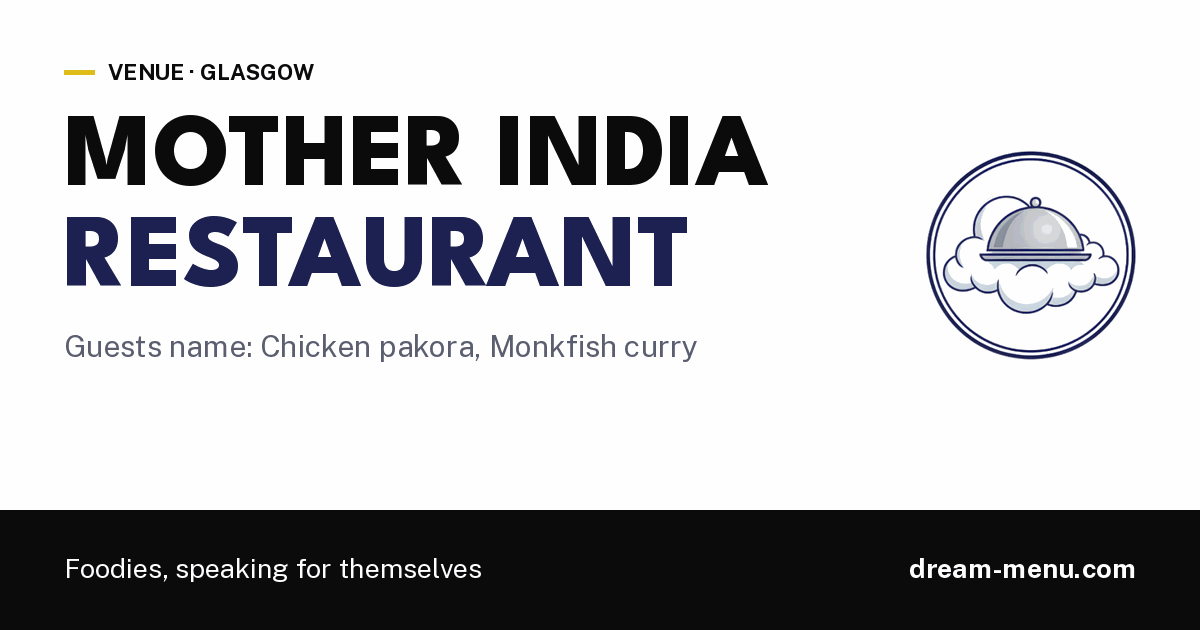 VENUE · GLASGOW
MOTHER INDIA
RESTAURANT
Guests name: Chicken pakora, Monkfish curry
Foodies, speaking for themselves
dream-menu.com